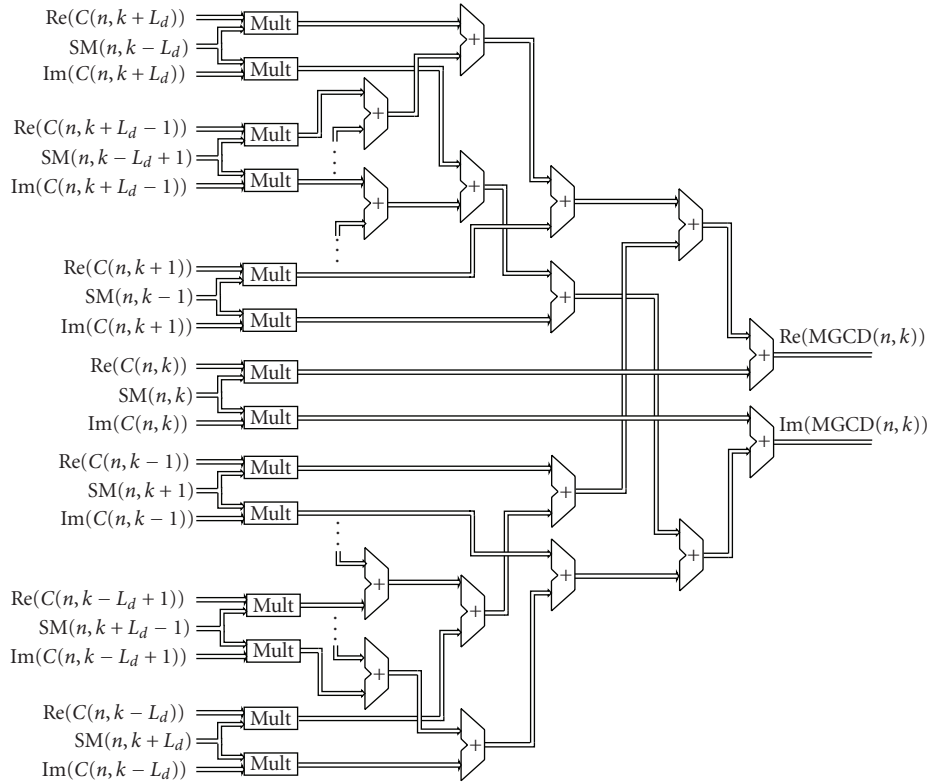 Re(C(n, k + L_d))
Mult
SM(n, k − L_d)
Im(C(n, k + L_d))
Mult
+
+
Re(C(n, k + L_d − 1))
Mult
SM(n, k − L_d + 1)
Im(C(n, k + L_d − 1))
Mult
+
+
+
+
Re(C(n, k + 1))
Mult
SM(n, k − 1)
Im(C(n, k + 1))
Mult
+
Re(MGCD(n, k))
+
Re(C(n, k))
Mult
SM(n, k)
Im(C(n, k))
Mult
Im(MGCD(n, k))
+
Re(C(n, k − 1))
Mult
SM(n, k + 1)
Im(C(n, k − 1))
Mult
+
+
+
+
+
Re(C(n, k − L_d + 1))
Mult
SM(n, k + L_d − 1)
Im(C(n, k − L_d + 1))
Mult
+
Re(C(n, k − L_d))
Mult
SM(n, k + L_d)
Im(C(n, k − L_d))
Mult
+